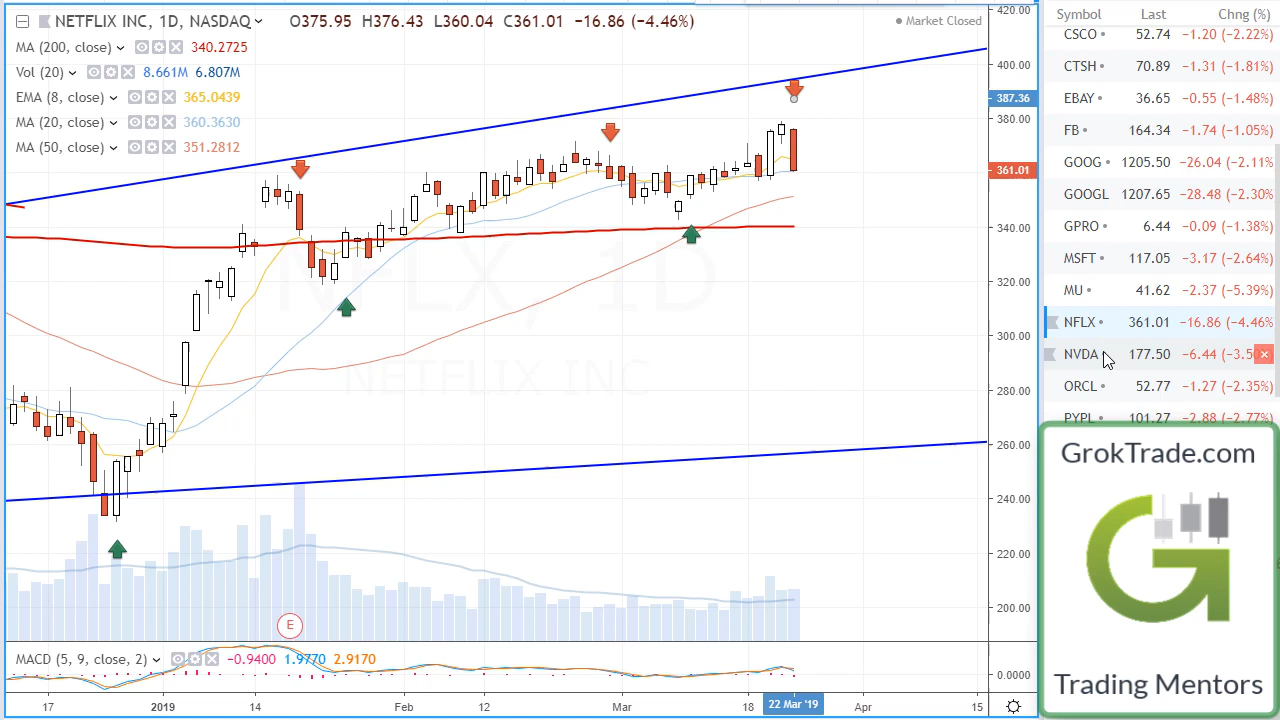 NETFLIX INC, 1D, NASDAQ O375.95 H376.43 L360.04 C361.01 −16.86 (−4.46%)
Market Closed
MA (200, close) 340.2725
Vol (20) 8.661M 6.807M
EMA (8, close) 365.0439
MA (20, close) 360.3630
MA (50, close) 351.2812
NFLX, 1D
NETFLIX INC
E
MACD (5, 9, close, 2) −0.9400 1.9770 2.9170
420.00
400.00
387.36
380.00
361.01
340.00
320.00
300.00
280.00
260.00
240.00
220.00
200.00
0.0000
17 2019 14 Feb 12 Mar 18 22 Mar '19 Apr 15
Symbol Last Chng (%)
CSCO 52.74 −1.20 (−2.22%)
CTSH 70.89 −1.31 (−1.81%)
EBAY 36.65 −0.55 (−1.48%)
FB 164.34 −1.74 (−1.05%)
GOOG 1205.50 −26.04 (−2.11%
GOOGL 1207.65 −28.48 (−2.30%
GPRO 6.44 −0.09 (−1.38%)
MSFT 117.05 −3.17 (−2.64%)
MU 41.62 −2.37 (−5.39%)
NFLX 361.01 −16.86 (−4.46%
NVDA 177.50 −6.44 (−3.50
ORCL 52.77 −1.27 (−2.35%)
PYPL 101.27 −2.88 (−2.77%)
GrokTrade.com
G
Trading Mentors